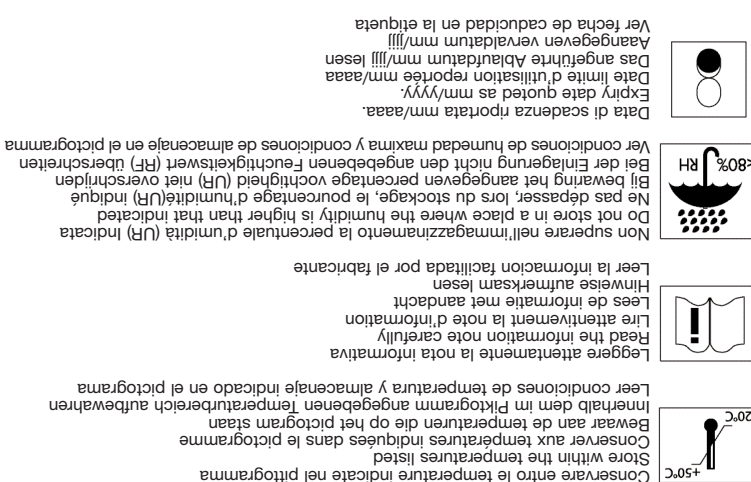 +50°C
20°C
Conservare entro le temperature indicate nel pittogramma
Store within the temperatures listed
Conserver aux températures indiquées dans le pictogramme
Bewaar aan de temperaturen die op het pictogram staan
Innerhalb dem im Piktogramm angenebenen Temperaturbereich aufbewahren
Leer condiciones de temperatura y almacenaje indicado en el pictograma
Leggere attentamente la nota informativa
Read the information note carefully
Lire attentivement la note d'information
Lees de informatie met aandacht
Hinweise aufmerksam lesen
Leer la informacion facilitada por el fabricante
80% RH
Non superare nell'immagazzinamento la percentuale d'umidità (UR) Indicata
Do not store in a place where the humidity is higher than that indicated
Ne pas dépasser, lors du stockage, le pourcentage d'humidité(UR) indiqué
Bij bewaring het aangegeven percentage vochtigheid (UR) niet overschrijden
Bei der Einlagerung nicht den angebebenen Feuchtigkeitswert (RF) überschreiten
Ver condiciones de humedad maxima y condiciones de almacenaje en el pictogramma
Data di scadenza riportata mm/aaaa.
Expiry date quoted as mm/yyyy.
Date limite d'utilisation reportée mm/aaaa
Das angeführte Ablaufdatum mm/jjjj lesen
Aangegeven vervaldatum mm/jjjj
Ver fecha de caducidad en la etiqueta